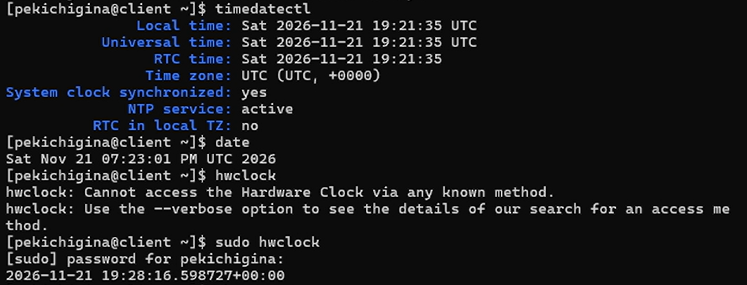 [pekichigina@client ~]$ timedatectl
Local time: Sat 2026-11-21 19:21:35 UTC
Universal time: Sat 2026-11-21 19:21:35 UTC
RTC time: Sat 2026-11-21 19:21:35
Time zone: UTC (UTC, +0000)
System clock synchronized: yes
NTP service: active
RTC in local TZ: no
[pekichigina@client ~]$ date
Sat Nov 21 07:23:01 PM UTC 2026
[pekichigina@client ~]$ hwclock
hwclock: Cannot access the Hardware Clock via any known method.
hwclock: Use the --verbose option to see the details of our search for an access me
thod.
[pekichigina@client ~]$ sudo hwclock
[sudo] password for pekichigina:
2026-11-21 19:28:16.598727+00:00